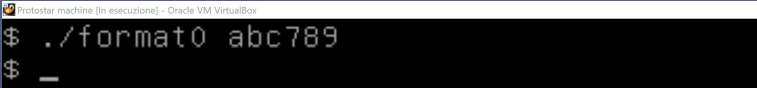 Protostar machine [In esecuzione] - Oracle VM VirtualBox
$ ./format0 abc789
$ _